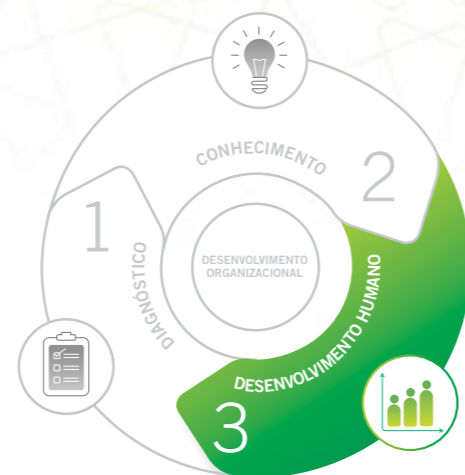 1
DIAGNÓSTICO
2
CONHECIMENTO
3
DESENVOLVIMENTO HUMANO
DESENVOLVIMENTO
ORGANIZACIONAL